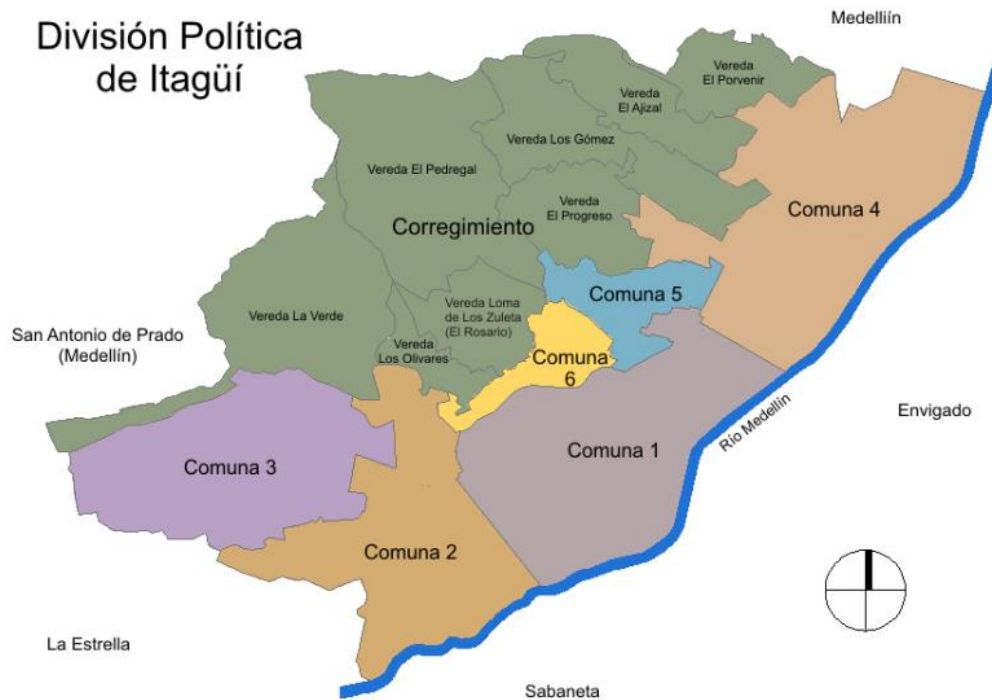 División Política
de Itagüí
Medelliín
Vereda
El Porvenir
Vereda
El Ajizal
Vereda Los Gómez
Vereda El Pedregal
Vereda
El Progreso
Comuna 4
Corregimiento
Comuna 5
Vereda Loma
de Los Zuleta
(El Rosario)
Vereda La Verde
Vereda
Los Olivares
San Antonio de Prado
(Medellín)
Comuna
6
Río Medellín
Envigado
Comuna 1
Comuna 3
Comuna 2
La Estrella
Sabaneta